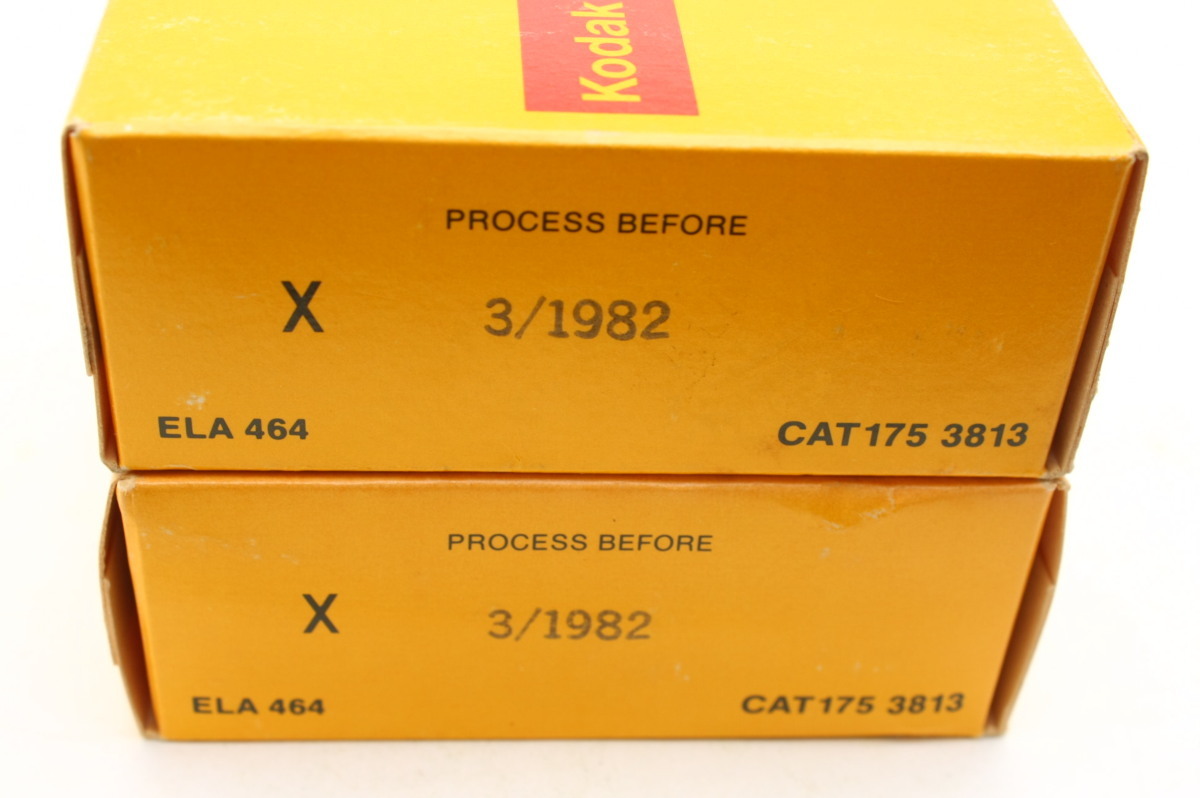 Kodak
PROCESS BEFORE
X 3/1982
ELA 464 CAT 175 3813
PROCESS BEFORE
X 3/1982
ELA 464 CAT 175 3813